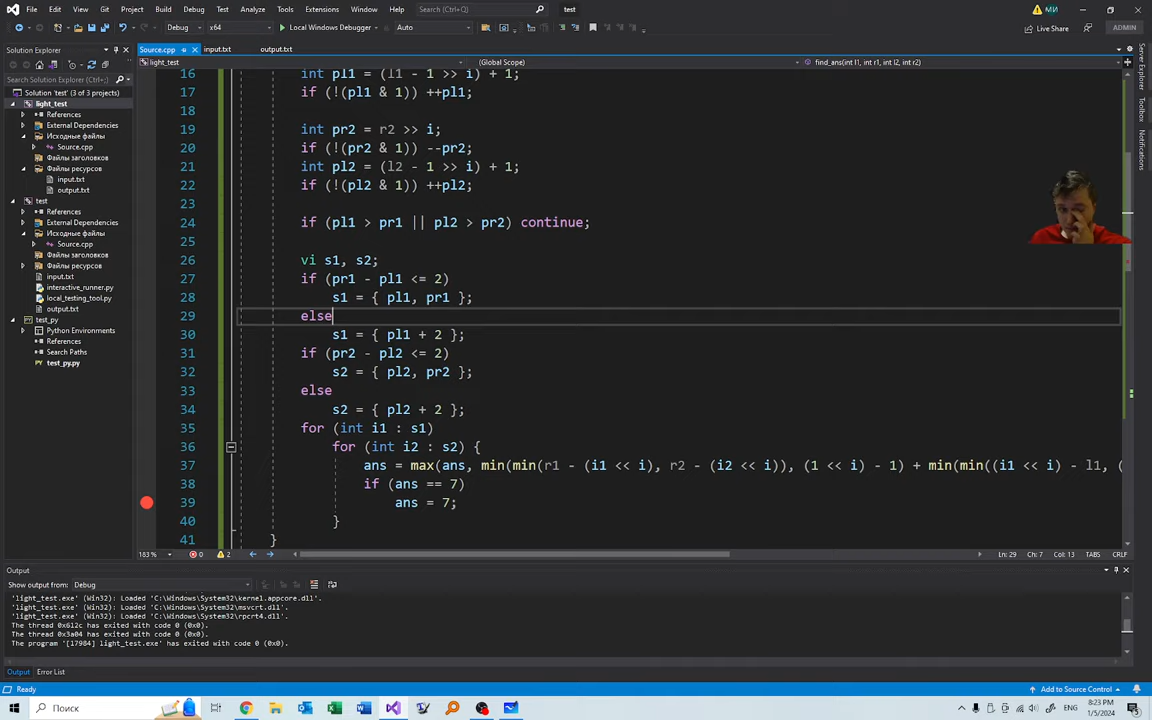 File Edit View Git Project Build Debug Test Analyze Tools Extensions Window Help Search (Ctrl+Q) test МИ
Debug x64 Local Windows Debugger Auto Live Share ADMIN
Solution Explorer
Search Solution Explorer (Ctrl+;)
Solution 'test' (3 of 3 projects)
light_test
References
External Dependencies
Исходные файлы
Source.cpp
Файлы заголовков
Файлы ресурсов
input.txt
output.txt
test
References
External Dependencies
Исходные файлы
Source.cpp
Файлы заголовков
Файлы ресурсов
input.txt
interactive_runner.py
local_testing_tool.py
output.txt
test_py
Python Environments
References
Search Paths
test_py.py
Source.cpp input.txt output.txt
light_test (Global Scope) find_ans(int l1, int r1, int l2, int r2)
16 int pl1 = (l1 - 1 >> i) + 1;
17 if (!(pl1 & 1)) ++pl1;
18
19 int pr2 = r2 >> i;
20 if (!(pr2 & 1)) --pr2;
21 int pl2 = (l2 - 1 >> i) + 1;
22 if (!(pl2 & 1)) ++pl2;
23
24 if (pl1 > pr1 || pl2 > pr2) continue;
25
26 vi s1, s2;
27 if (pr1 - pl1 <= 2)
28 s1 = { pl1, pr1 };
29 else
30 s1 = { pl1 + 2 };
31 if (pr2 - pl2 <= 2)
32 s2 = { pl2, pr2 };
33 else
34 s2 = { pl2 + 2 };
35 for (int i1 : s1)
36 for (int i2 : s2) {
37 ans = max(ans, min(min(r1 - (i1 << i), r2 - (i2 << i)), (1 << i) - 1) + min(min((i1 << i) - l1, (
38 if (ans == 7)
39 ans = 7;
40 }
41 }
183 % 0 2 Ln: 29 Ch: 7 Col: 13 TABS CRLF
Toolbox
Notifications
Output
Show output from: Debug
'light_test.exe' (Win32): Loaded 'C:\Windows\System32\kernel.appcore.dll'.
'light_test.exe' (Win32): Loaded 'C:\Windows\System32\msvcrt.dll'.
'light_test.exe' (Win32): Loaded 'C:\Windows\System32\rpcrt4.dll'.
The thread 0x612c has exited with code 0 (0x0).
The thread 0x3a04 has exited with code 0 (0x0).
The program '[17984] light_test.exe' has exited with code 0 (0x0).
Output Error List
Ready Add to Source Control
Поиск ENG 8:23 PM
1/5/2024